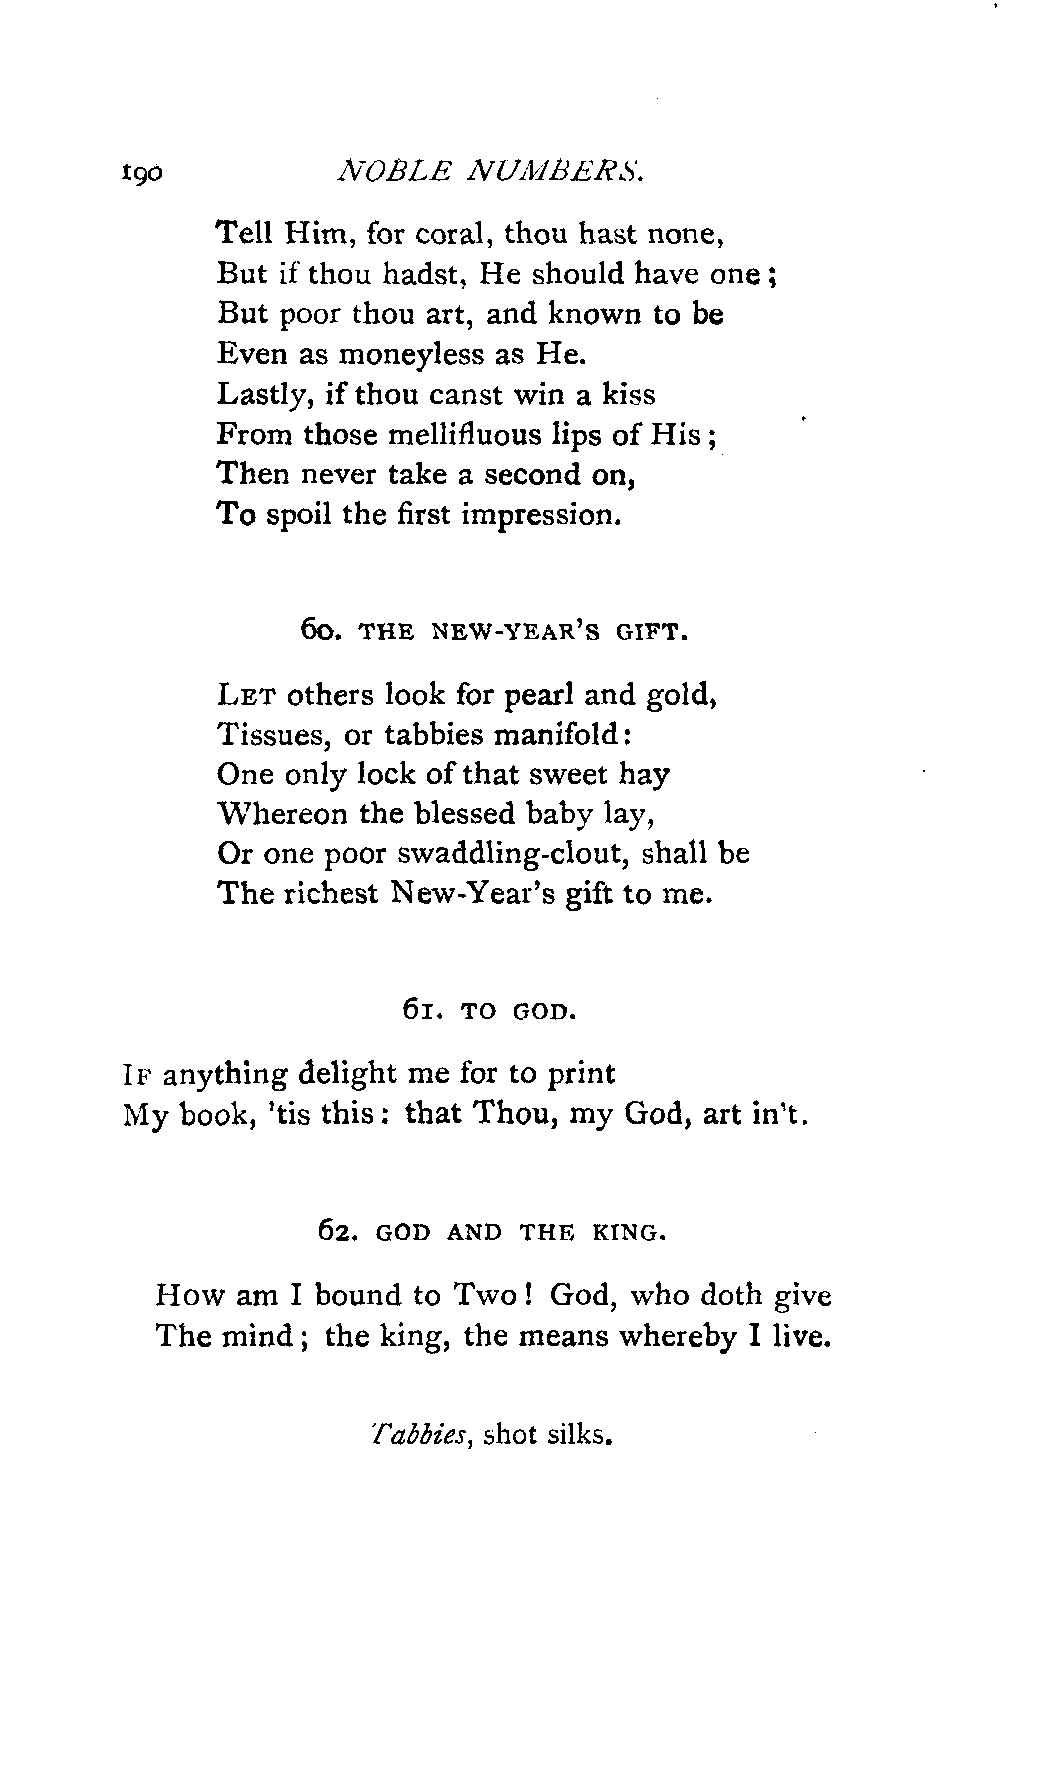 190 NOBLE NUMBERS.
Tell Him, for coral, thou hast none,
But if thou hadst, He should have one;
But poor thou art, and known to be
Even as moneyless as He.
Lastly, if thou canst win a kiss
From those mellifluous lips of His;
Then never take a second on,
To spoil the first impression.
60. THE NEW-YEAR'S GIFT.
LET others look for pearl and gold,
Tissues, or tabbies manifold:
One only lock of that sweet hay
Whereon the blessed baby lay,
Or one poor swaddling-clout, shall be
The richest New-Year's gift to me.
61. TO GOD.
IF anything delight me for to print
My book, 'tis this: that Thou, my God, art in't.
62. GOD AND THE KING.
How am I bound to Two! God, who doth give
The mind; the king, the means whereby I live.
Tabbies, shot silks.